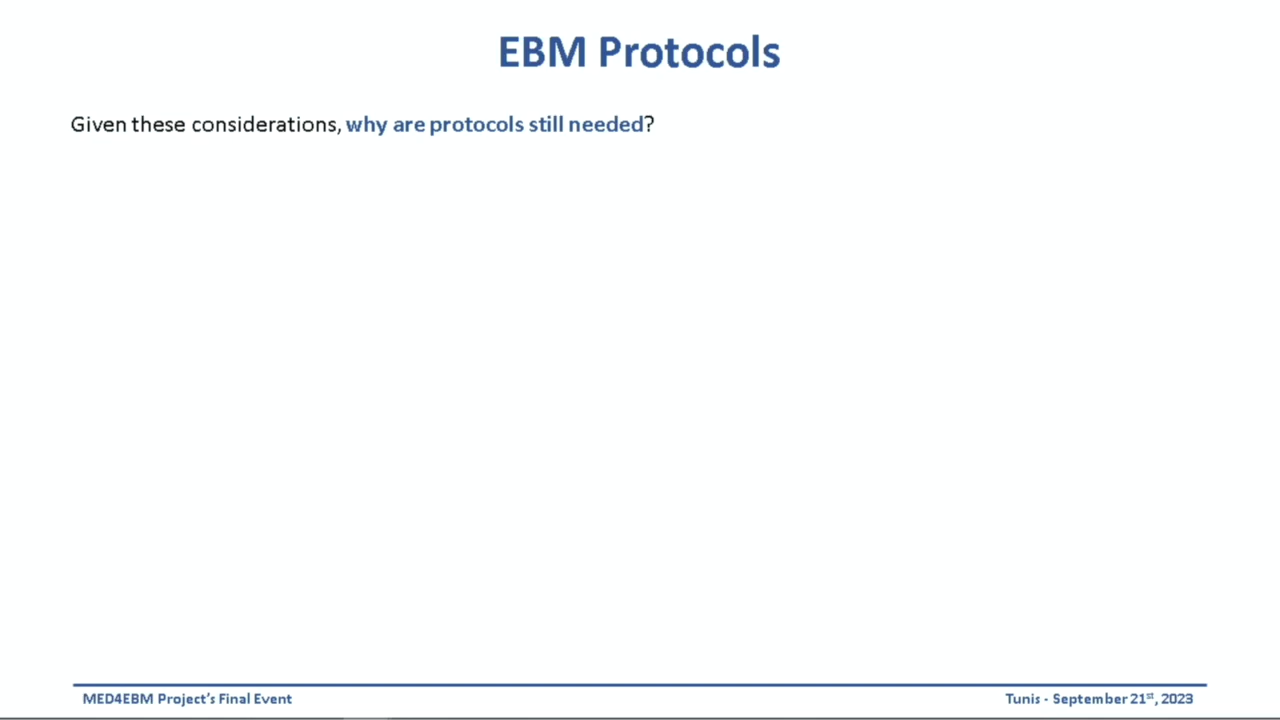 EBM Protocols
Given these considerations, why are protocols still needed?
MED4EBM Project's Final Event
Tunis - September 21st, 2023